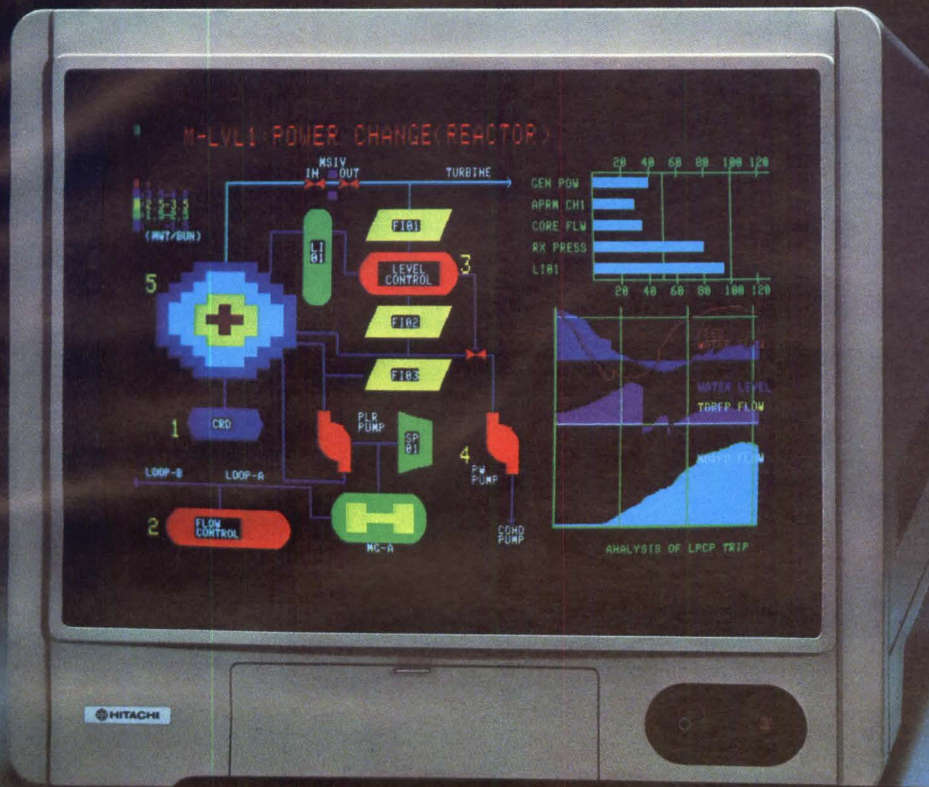 M-LVL1 POWER CHANGE(REACTOR)
MSIV
IN OUT
TURBINE
(MWT/BUN)
5
LI
01
FI01
3
LEVEL
CONTROL
FI02
FI03
1
CRD
PLR
PUMP
SP
01
4
PW
PUMP
LOOP-B
LOOP-A
2
FLOW
CONTROL
MG-A
COND
PUMP
20 40 60 80 100 120
GEN POW
APRM CH1
CORE FLW
RX PRESS
LI01
20 40 60 80 100 120
WATER LEVEL
TDRFP FLOW
ANALYSIS OF LPCP TRIP
HITACHI